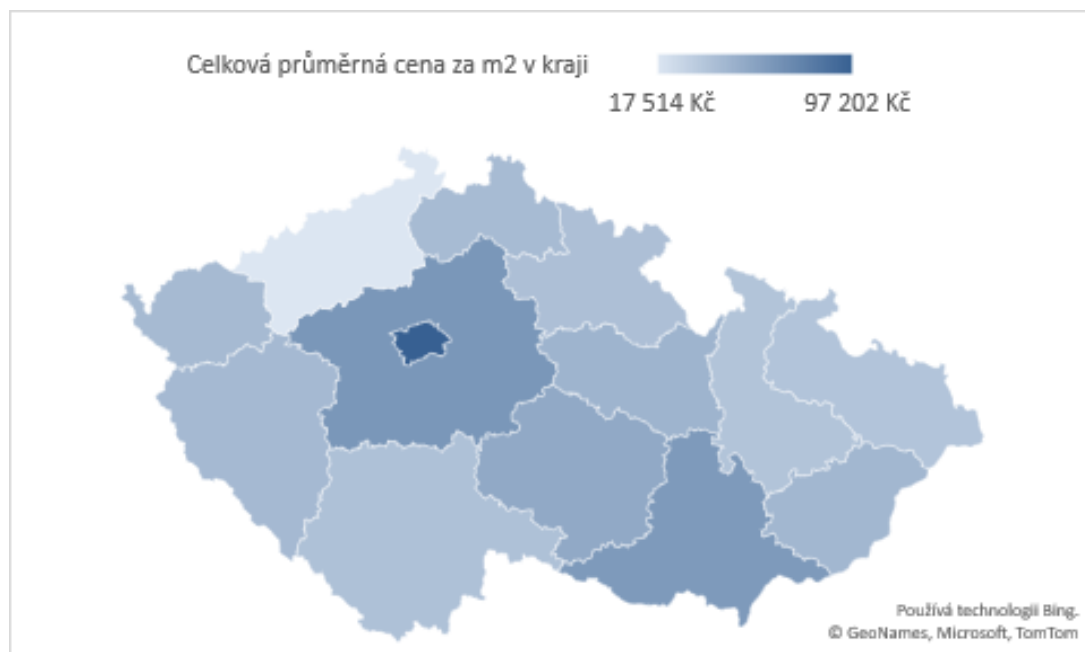 Celková průměrná cena za m2 v kraji
17 514 Kč 97 202 Kč
Používá technologii Bing.
© GeoNames, Microsoft, TomTom